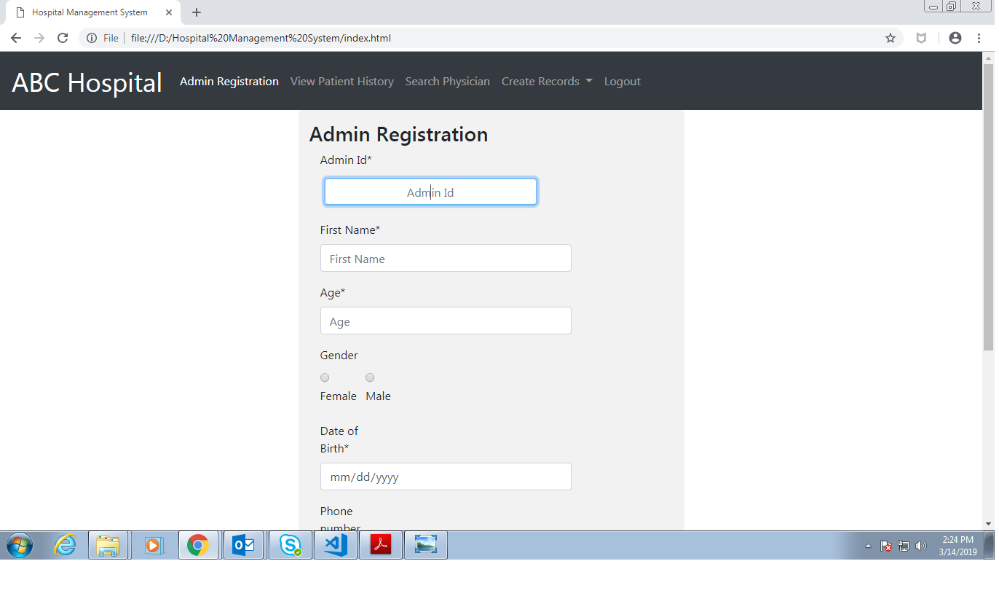 Hospital Management System
File file:///D:/Hospital%20Management%20System/index.html
ABC Hospital Admin Registration View Patient History Search Physician Create Records Logout
Admin Registration
Admin Id*
Admin Id
First Name*
First Name
Age*
Age
Gender
Female Male
Date of
Birth*
mm/dd/yyyy
Phone
number
2:24 PM
3/14/2019